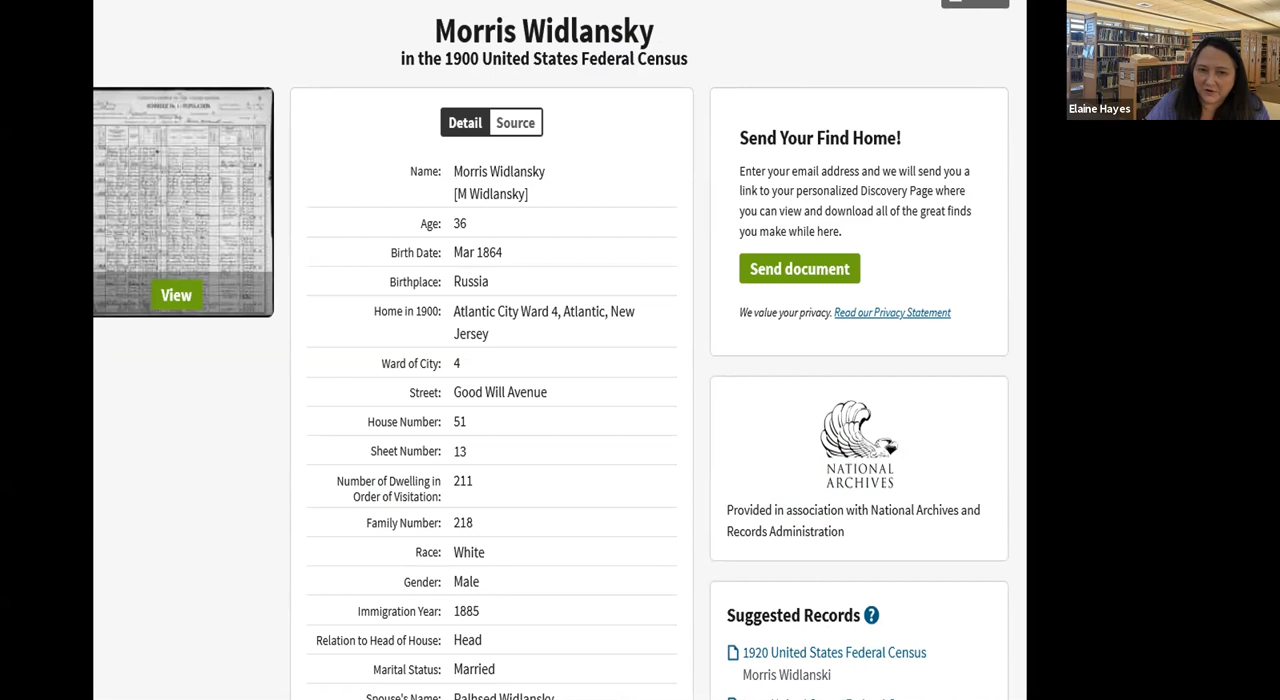 Morris Widlansky
in the 1900 United States Federal Census
View
Detail Source
Name: Morris Widlansky
[M Widlansky]
Age: 36
Birth Date: Mar 1864
Birthplace: Russia
Home in 1900: Atlantic City Ward 4, Atlantic, New
Jersey
Ward of City: 4
Street: Good Will Avenue
House Number: 51
Sheet Number: 13
Number of Dwelling in
Order of Visitation: 211
Family Number: 218
Race: White
Gender: Male
Immigration Year: 1885
Relation to Head of House: Head
Marital Status: Married
Spouse's Name: Palhsed Widlansky
Send Your Find Home!
Enter your email address and we will send you a
link to your personalized Discovery Page where
you can view and download all of the great finds
you make while here.
Send document
We value your privacy. Read our Privacy Statement
NATIONAL
ARCHIVES
Provided in association with National Archives and
Records Administration
Suggested Records ?
1920 United States Federal Census
Morris Widlanski
Elaine Hayes